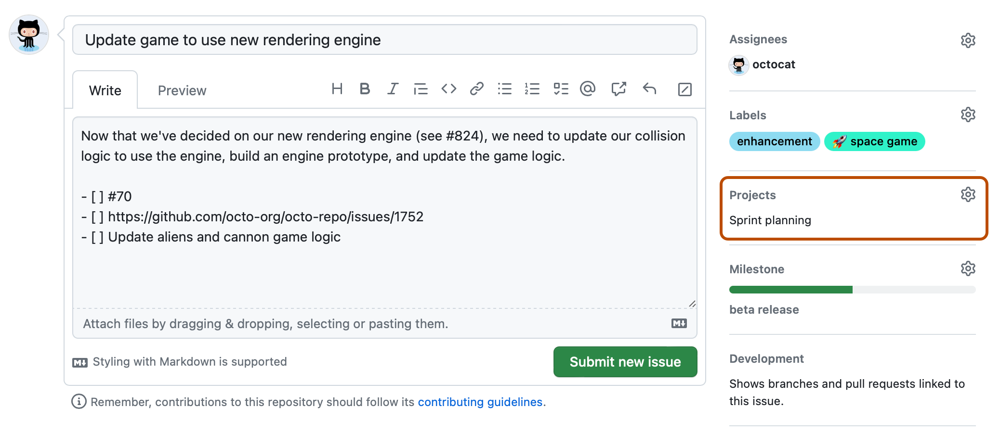 Update game to use new rendering engine
Write Preview
Now that we've decided on our new rendering engine (see #824), we need to update our collision
logic to use the engine, build an engine prototype, and update the game logic.
- [ ] #70
- [ ] https://github.com/octo-org/octo-repo/issues/1752
- [ ] Update aliens and cannon game logic
Attach files by dragging & dropping, selecting or pasting them.
Styling with Markdown is supported
Submit new issue
Remember, contributions to this repository should follow its contributing guidelines.
Assignees
octocat
Labels
enhancement 🚀 space game
Projects
Sprint planning
Milestone
beta release
Development
Shows branches and pull requests linked to
this issue.